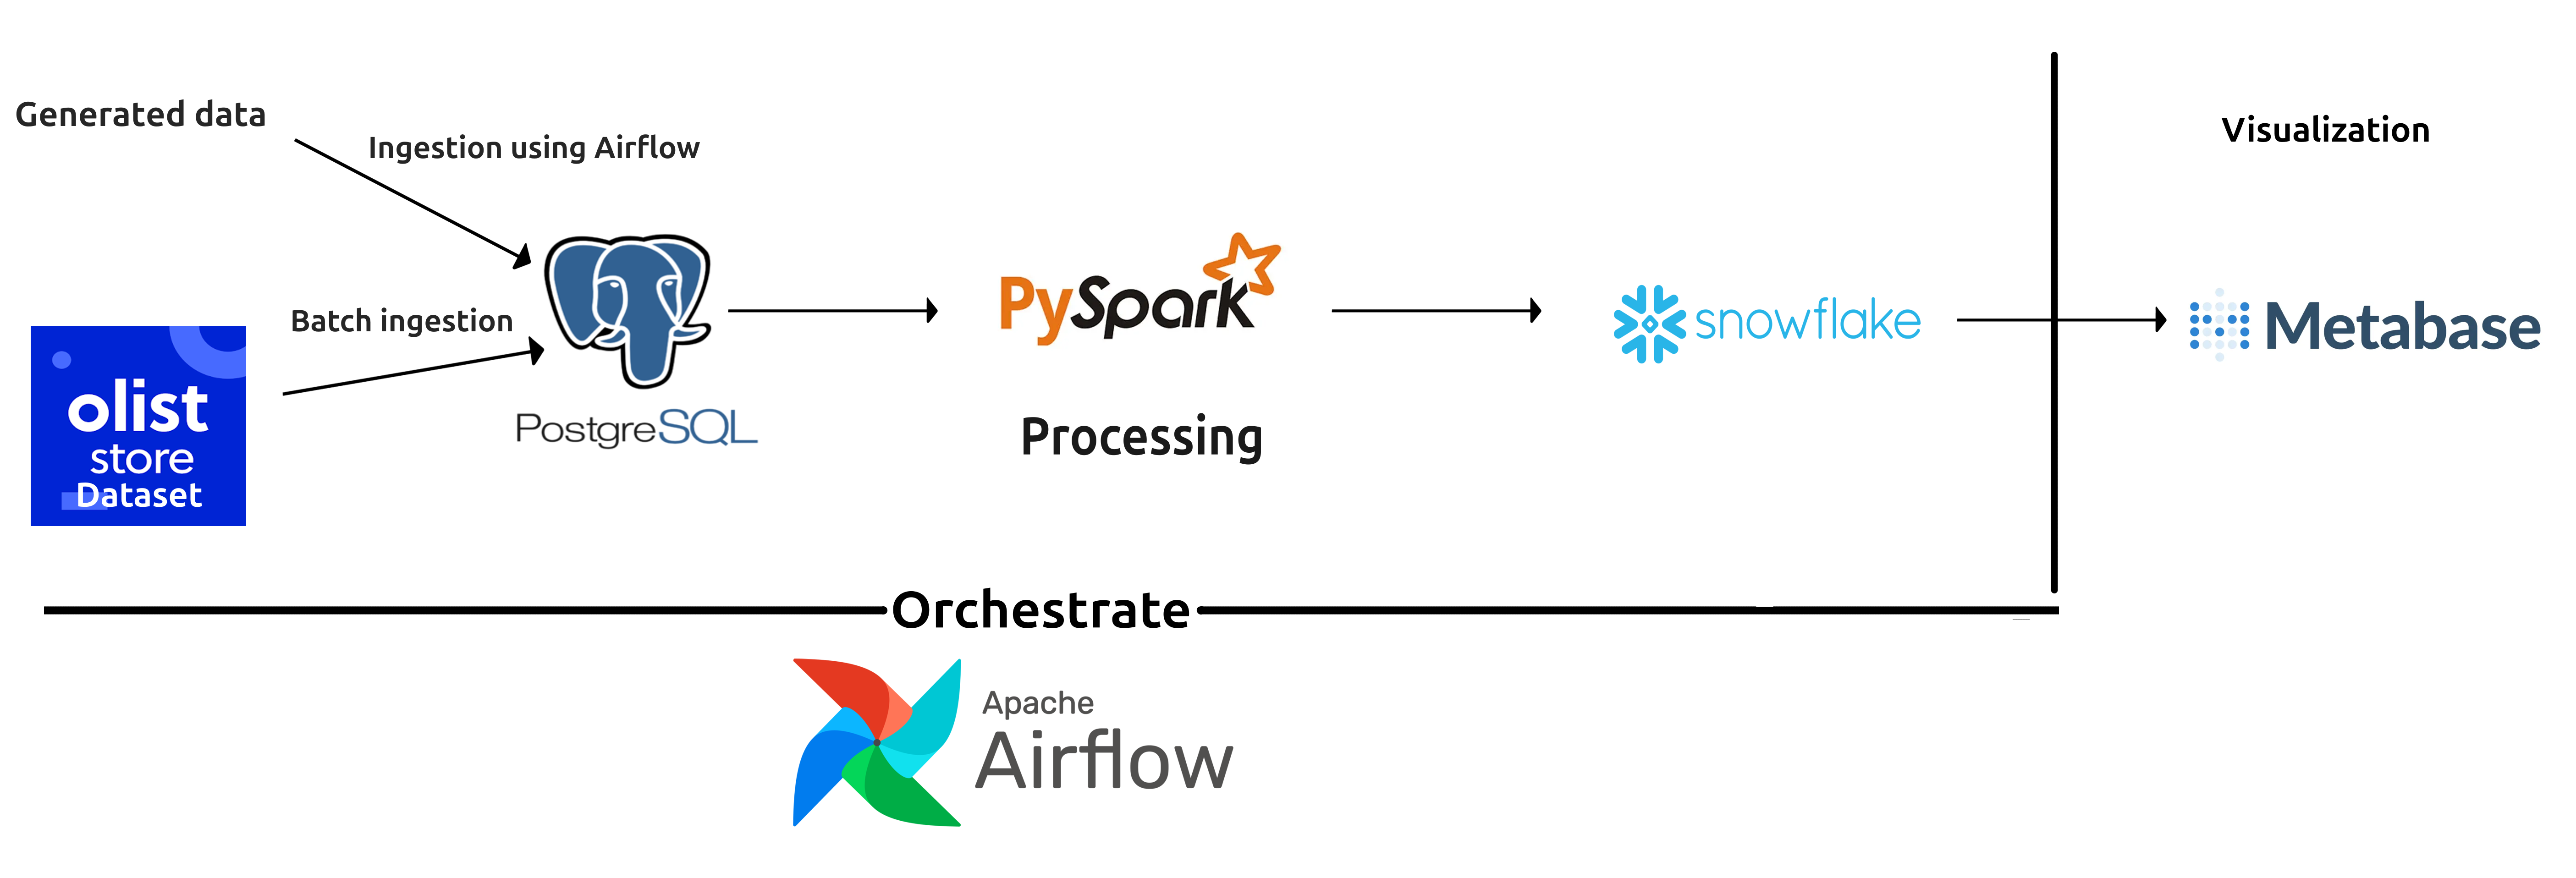 Generated data
Ingestion using Airflow
Visualization
Batch ingestion
olist
store
Dataset
PostgreSQL
PySpark
Processing
snowflake
Metabase
Orchestrate
Apache
Airflow